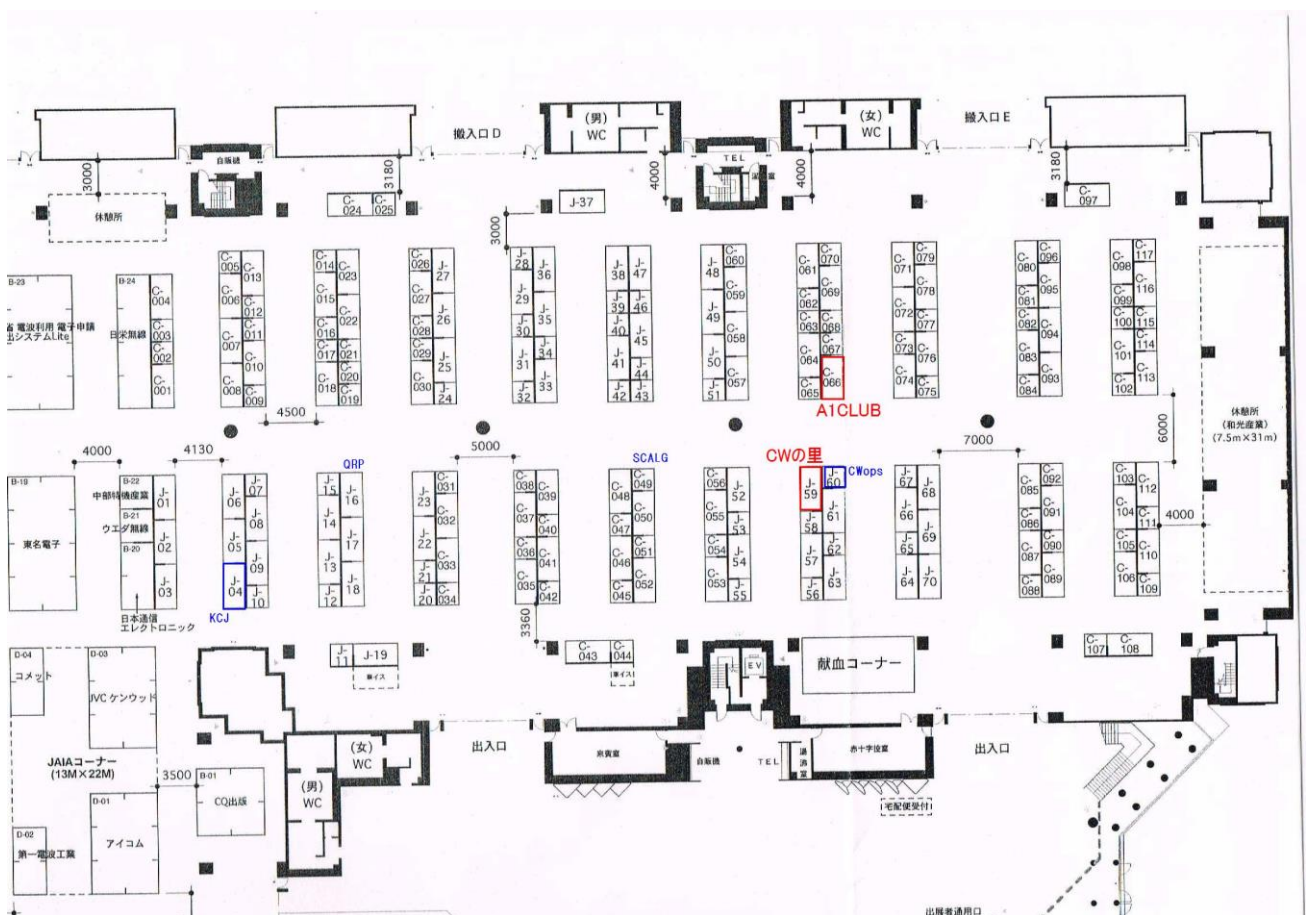 (男)
WC
(女)
WC
搬入口 D
搬入口 E
自販機
TEL
3000
3180
4000
4000
3180
休憩所
C-024
C-025
J-37
C-097
3000
B-23
電波利用 電子申請
出システムLite
B-24
日栄無線
C-004
C-003
C-002
C-001
C-005
C-006
C-007
C-008
C-013
C-012
C-011
C-010
C-009
C-014
C-015
C-016
C-017
C-018
C-023
C-022
C-021
C-020
C-019
C-026
C-027
C-028
C-029
C-030
J-27
J-26
J-25
J-24
J-28
J-29
J-30
J-31
J-32
J-36
J-35
J-34
J-33
J-38
J-39
J-40
J-41
J-42
J-47
J-46
J-45
J-44
J-43
J-48
J-49
J-50
J-51
C-060
C-059
C-058
C-057
C-061
C-062
C-063
C-064
C-065
C-070
C-069
C-068
C-067
C-066
C-071
C-072
C-073
C-074
C-079
C-078
C-077
C-076
C-075
C-080
C-081
C-082
C-083
C-084
C-096
C-095
C-094
C-093
C-098
C-099
C-100
C-101
C-102
C-117
C-116
C-115
C-114
C-113
A1CLUB
休憩所
(和光産業)
(7.5m×31m)
4500
4000
4130
5000
7000
6000
4000
QRP
SCALG
CWの里
CWops
KCJ
B-19
東名電子
B-22
中部特機産業
B-21
ウエダ無線
B-20
日本通信
エレクトロニック
J-01
J-02
J-03
J-06
J-05
J-04
J-07
J-08
J-09
J-10
J-15
J-14
J-13
J-12
J-16
J-17
J-18
J-23
J-22
J-21
J-20
C-031
C-032
C-033
C-034
C-038
C-037
C-036
C-035
C-039
C-040
C-041
C-042
C-048
C-047
C-046
C-045
C-049
C-050
C-051
C-052
C-056
C-055
C-054
C-053
J-52
J-53
J-54
J-55
J-59
J-58
J-57
J-56
J-60
J-61
J-62
J-63
J-67
J-66
J-65
J-64
J-68
J-69
J-70
C-085
C-086
C-087
C-088
C-092
C-091
C-090
C-089
C-103
C-104
C-105
C-106
C-112
C-111
C-110
C-109
3360
J-11
J-19
車イス
C-043
C-044
車イス
EV
献血コーナー
C-107
C-108
D-04
コメット
D-03
JVC ケンウッド
JAIAコーナー
(13M×22M)
3500
B-01
CQ出版
D-01
アイコム
D-02
第一電波工業
(女)
WC
(男)
WC
出入口
来賓室
自販機
TEL
湯沸室
赤十字役室
出入口
宅配便受付
出展者通用口